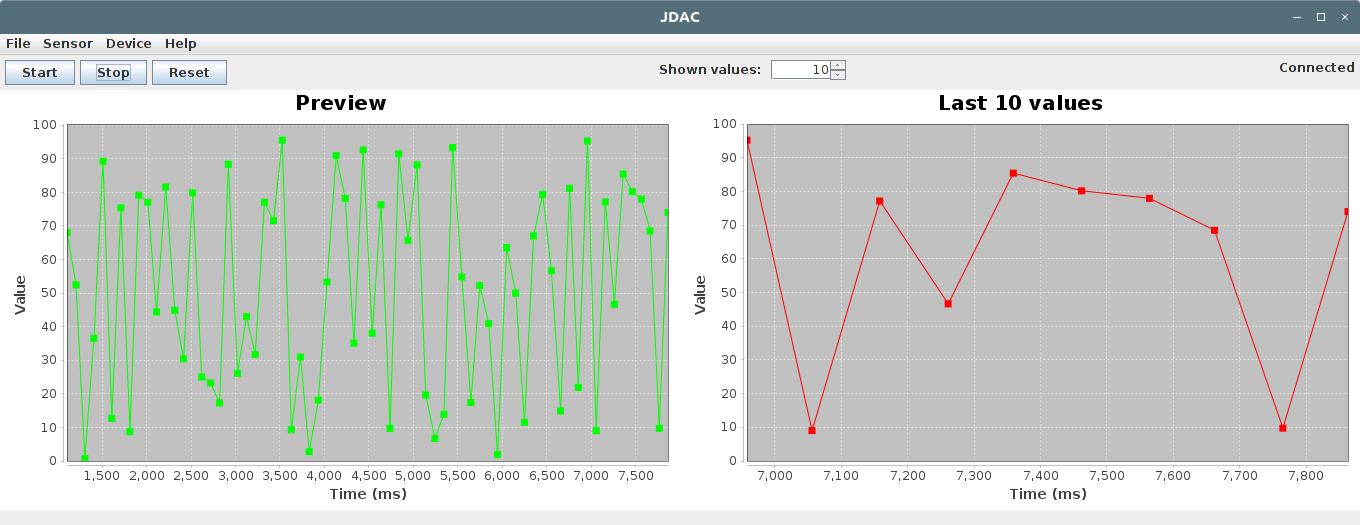 JDAC
File Sensor Device Help
Start Stop Reset Shown values: 10 Connected
Preview
100
90
80
70
60
50
40
30
20
10
0
Value
1,500 2,000 2,500 3,000 3,500 4,000 4,500 5,000 5,500 6,000 6,500 7,000 7,500
Time (ms)
Last 10 values
100
90
80
70
60
50
40
30
20
10
0
Value
7,000 7,100 7,200 7,300 7,400 7,500 7,600 7,700 7,800
Time (ms)